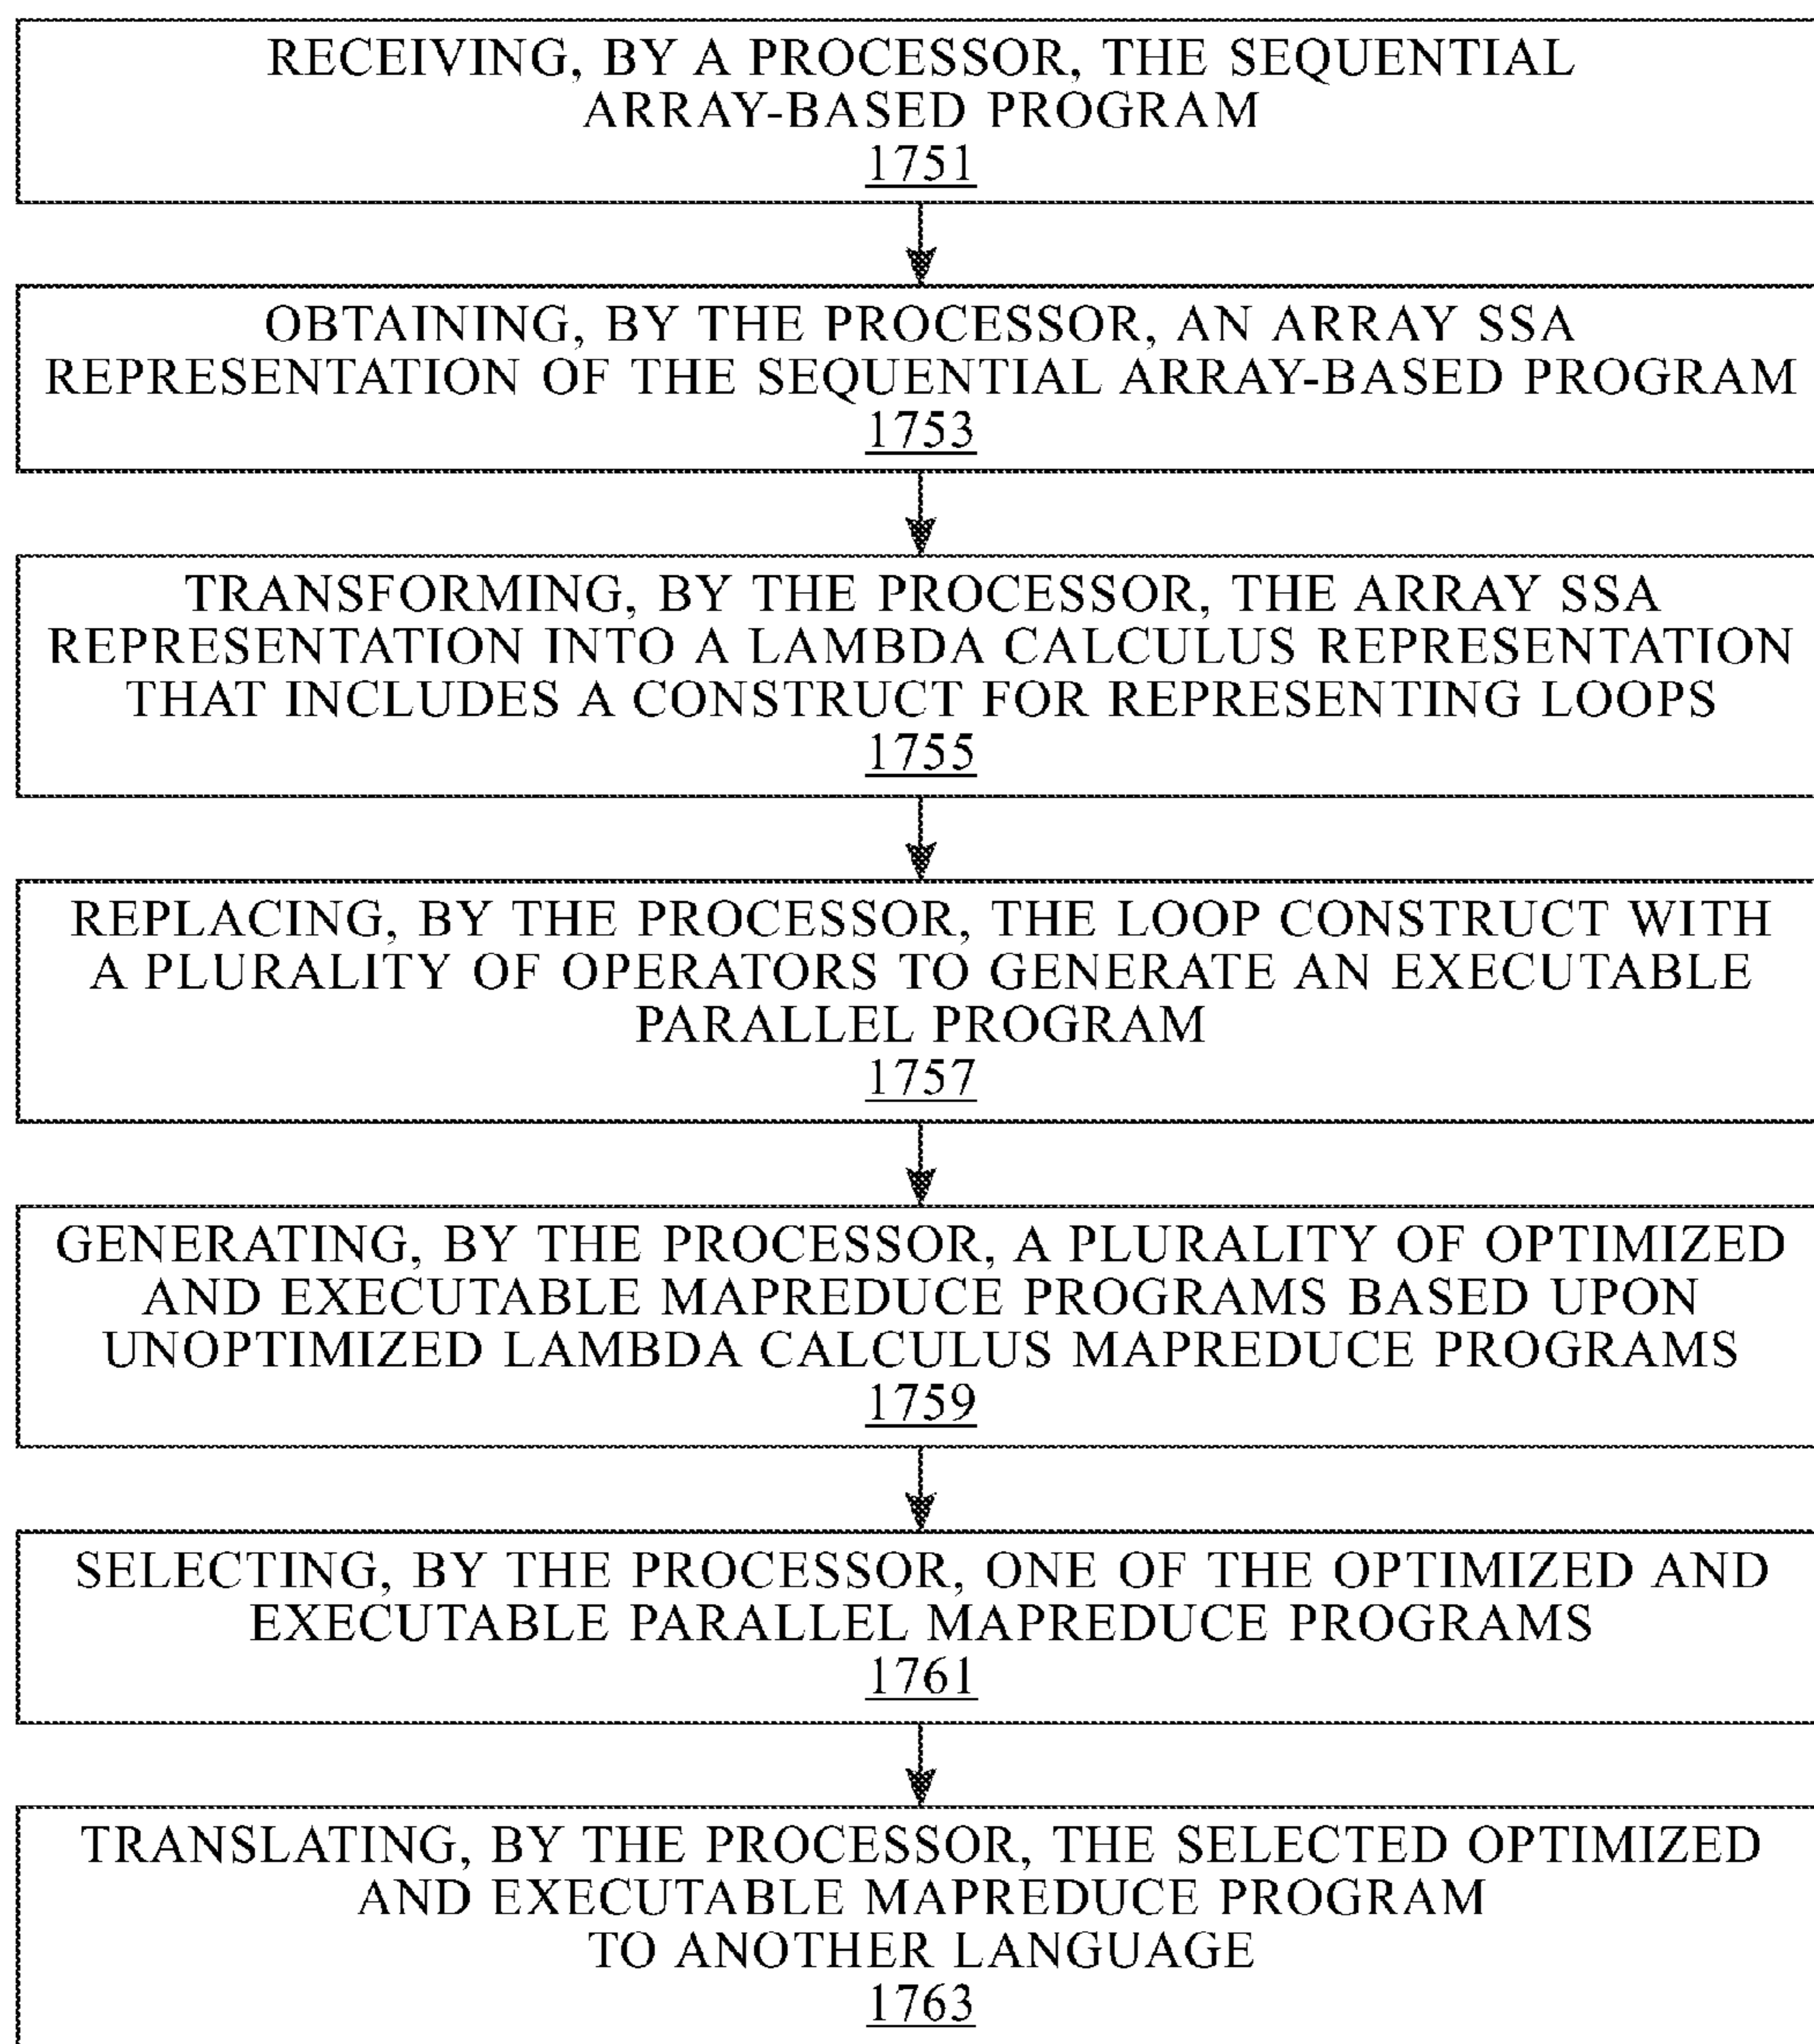 RECEIVING, BY A PROCESSOR, THE SEQUENTIAL
ARRAY-BASED PROGRAM
1751
OBTAINING, BY THE PROCESSOR, AN ARRAY SSA
REPRESENTATION OF THE SEQUENTIAL ARRAY-BASED PROGRAM
1753
TRANSFORMING, BY THE PROCESSOR, THE ARRAY SSA
REPRESENTATION INTO A LAMBDA CALCULUS REPRESENTATION
THAT INCLUDES A CONSTRUCT FOR REPRESENTING LOOPS
1755
REPLACING, BY THE PROCESSOR, THE LOOP CONSTRUCT WITH
A PLURALITY OF OPERATORS TO GENERATE AN EXECUTABLE
PARALLEL PROGRAM
1757
GENERATING, BY THE PROCESSOR, A PLURALITY OF OPTIMIZED
AND EXECUTABLE MAPREDUCE PROGRAMS BASED UPON
UNOPTIMIZED LAMBDA CALCULUS MAPREDUCE PROGRAMS
1759
SELECTING, BY THE PROCESSOR, ONE OF THE OPTIMIZED AND
EXECUTABLE PARALLEL MAPREDUCE PROGRAMS
1761
TRANSLATING, BY THE PROCESSOR, THE SELECTED OPTIMIZED
AND EXECUTABLE MAPREDUCE PROGRAM
TO ANOTHER LANGUAGE
1763